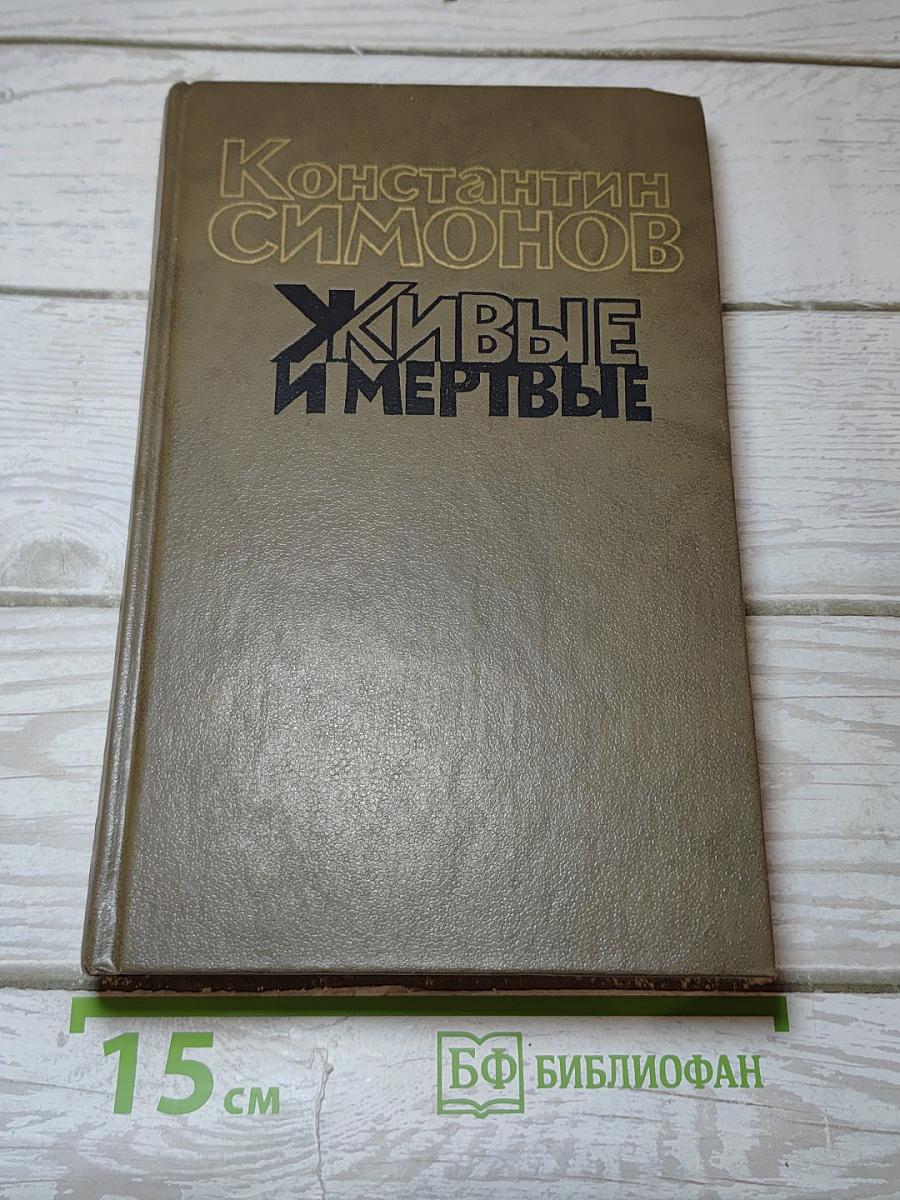 Константин
СИМОНОВ
ЖИВЫЕ
И МЕРТВЫЕ
15 см
БФ БИБЛИОФАН